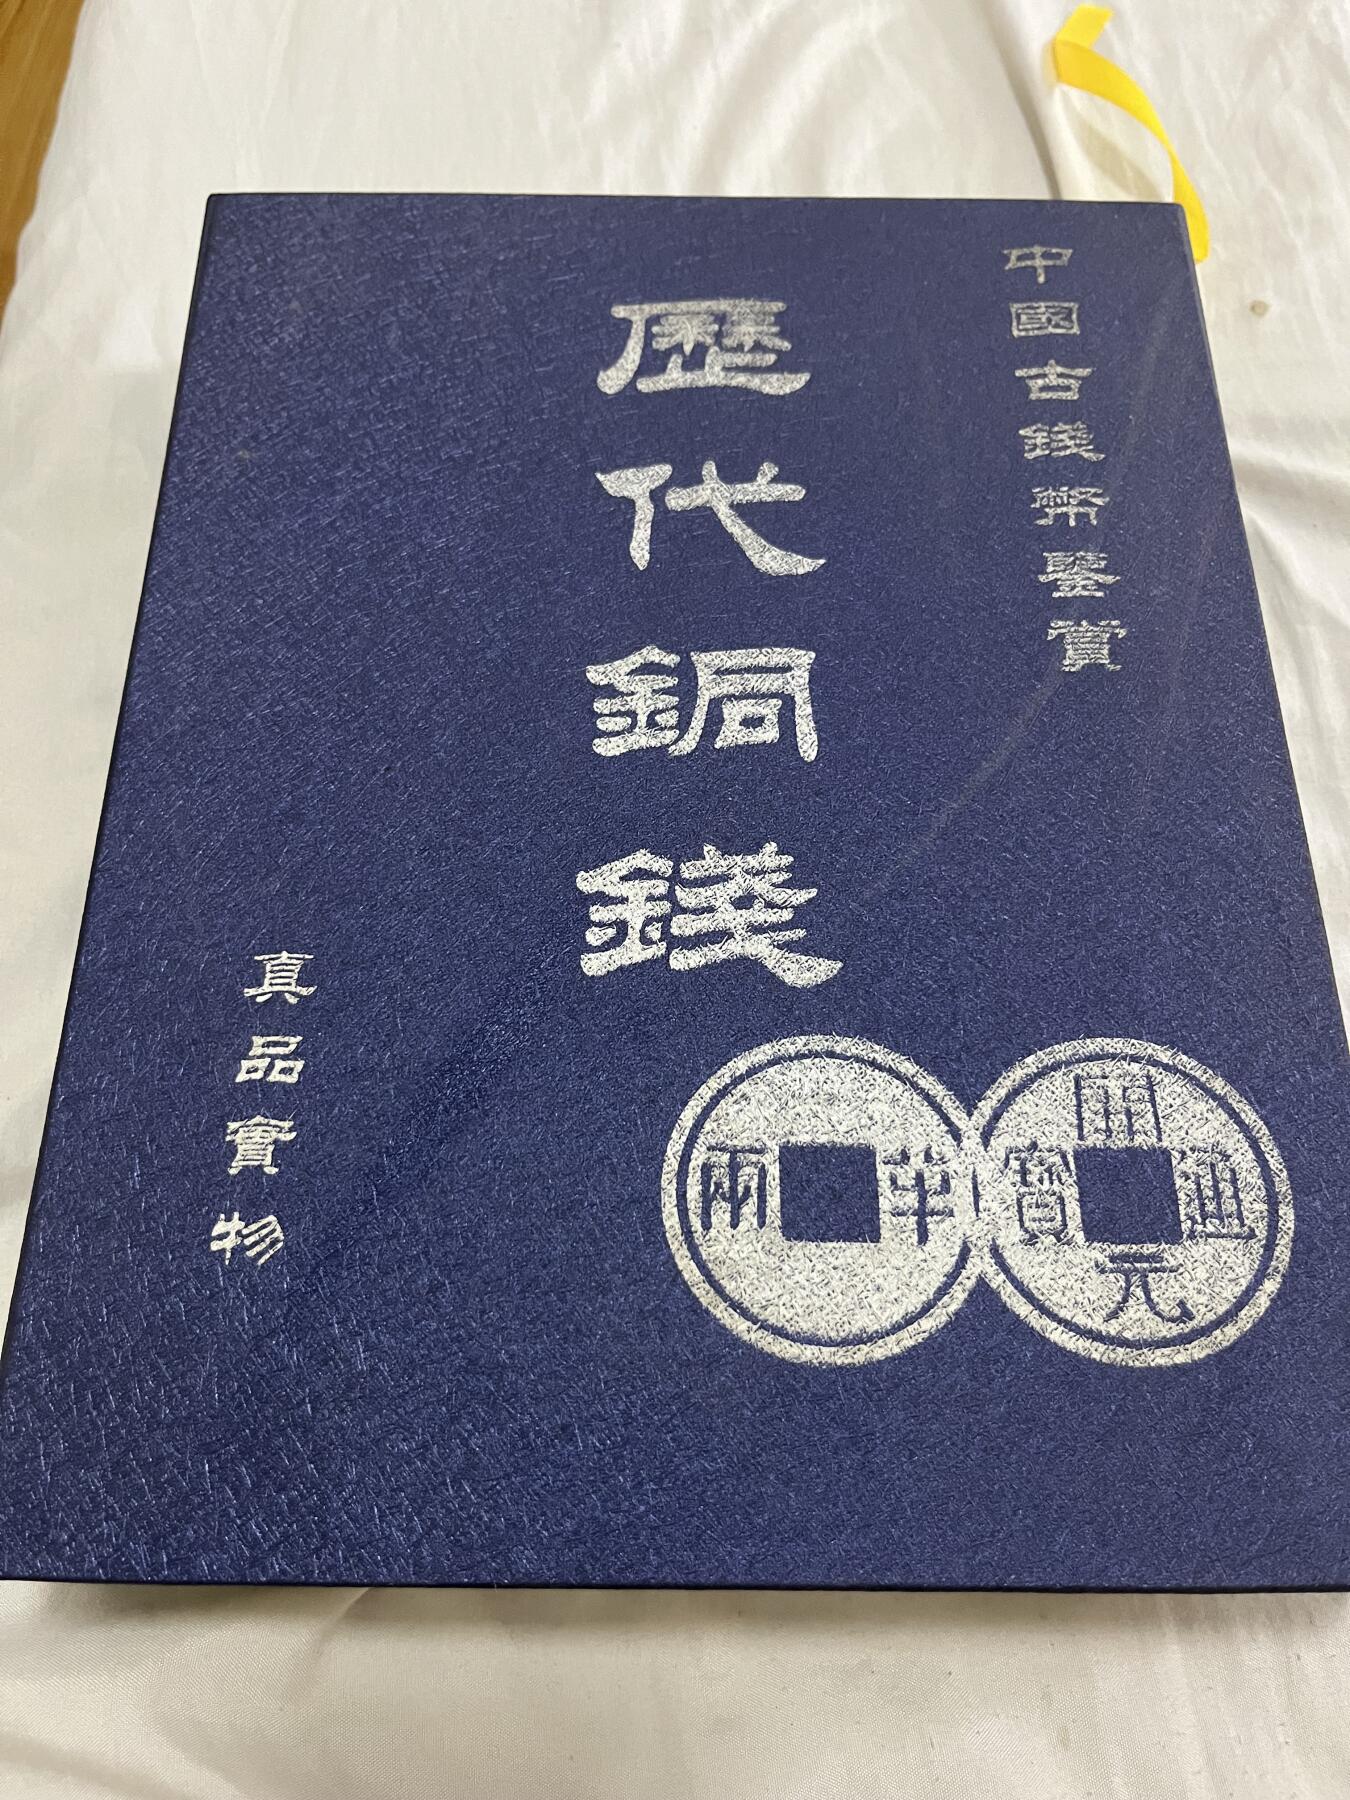 中國古錢幣鑒賞
歷代銅錢
真品實物
半兩
開元通寶